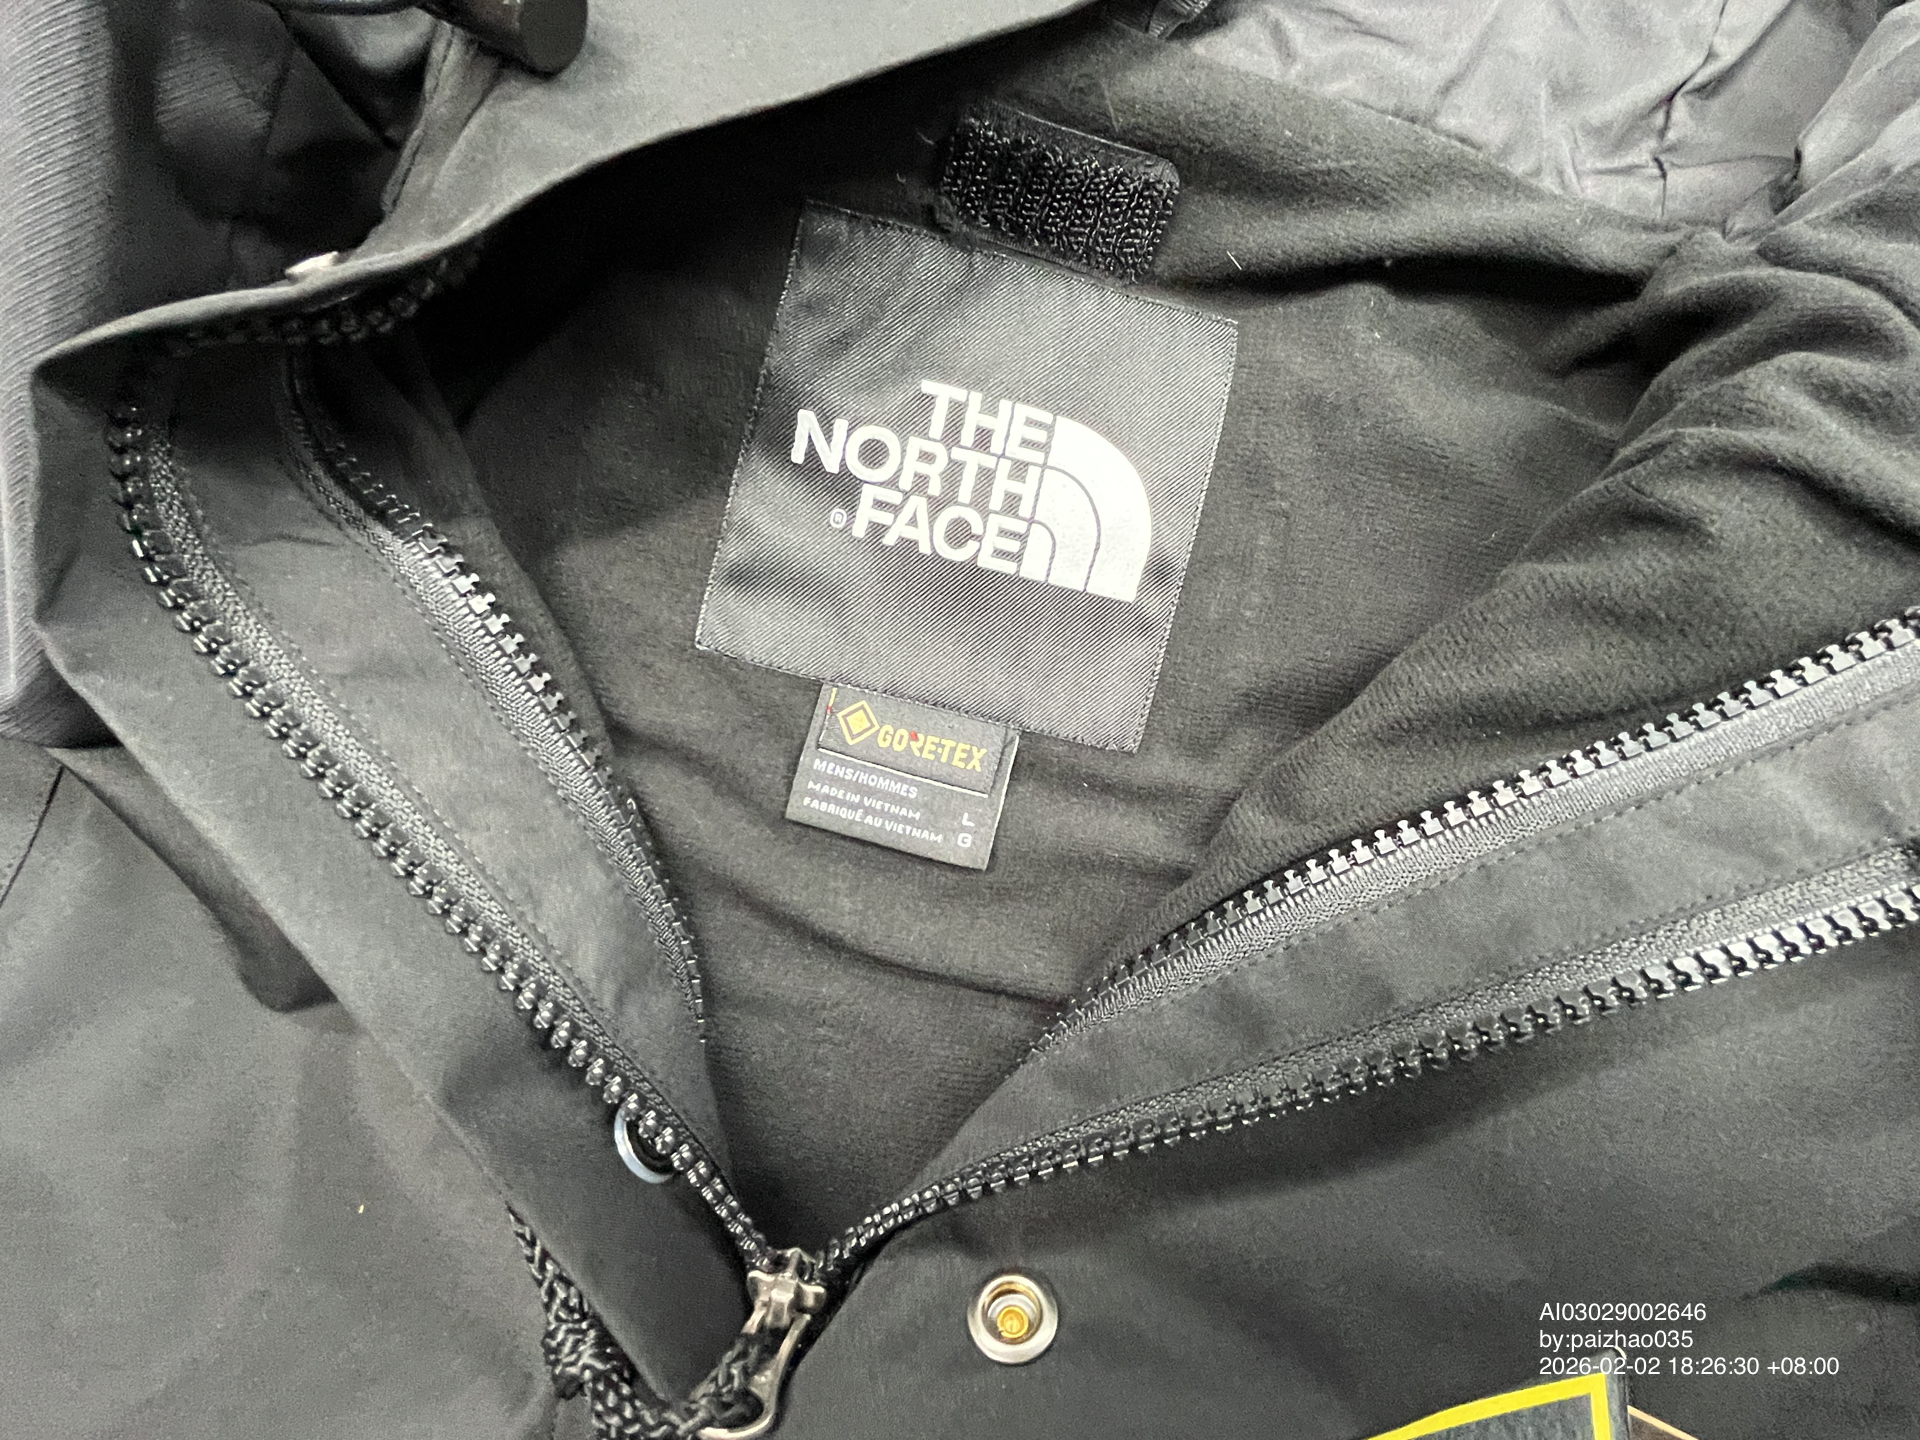 THE
NORTH
FACE
®
GORE-TEX
MENS/HOMMES
MADE IN VIETNAM L
FABRIQUÉ AU VIETNAM G
AI03029002646
by:paizhao035
2026-02-02 18:26:30 +08:00